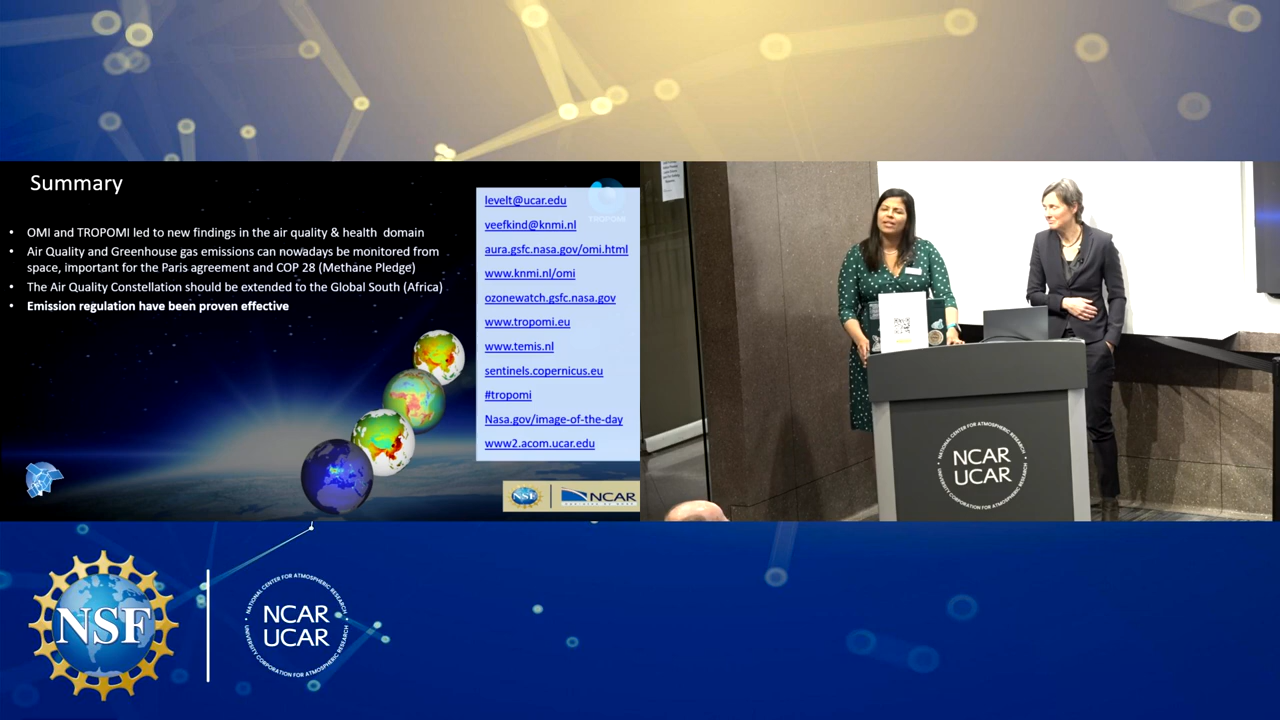 Summary
• OMI and TROPOMI led to new findings in the air quality & health domain
• Air Quality and Greenhouse gas emissions can nowadays be monitored from
space, important for the Paris agreement and COP 28 (Methane Pledge)
• The Air Quality Constellation should be extended to the Global South (Africa)
• Emission regulation have been proven effective
TROPOMI
levelt@ucar.edu
veefkind@knmi.nl
aura.gsfc.nasa.gov/omi.html
www.knmi.nl/omi
ozonewatch.gsfc.nasa.gov
www.tropomi.eu
www.temis.nl
sentinels.copernicus.eu
#tropomi
Nasa.gov/image-of-the-day
www2.acom.ucar.edu
NSF
NCAR
NATIONAL CENTER FOR ATMOSPHERIC RESEARCH
NCAR
UCAR
UNIVERSITY CORPORATION FOR ATMOSPHERIC RESEARCH
NSF
NATIONAL CENTER FOR ATMOSPHERIC RESEARCH
NCAR
UCAR
UNIVERSITY CORPORATION FOR ATMOSPHERIC RESEARCH